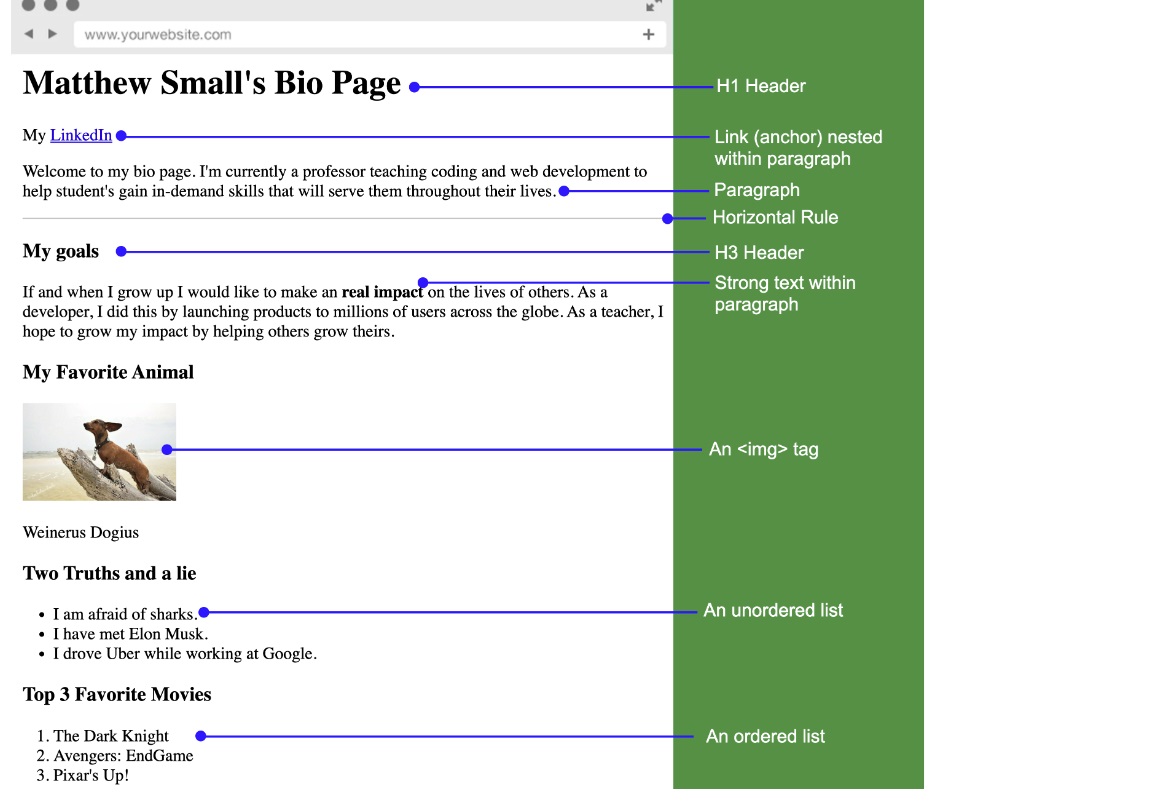 www.yourwebsite.com
Matthew Small's Bio Page
H1 Header
My LinkedIn
Link (anchor) nested
within paragraph
Welcome to my bio page. I'm currently a professor teaching coding and web development to
help student's gain in-demand skills that will serve them throughout their lives.
Paragraph
Horizontal Rule
My goals
H3 Header
Strong text within
paragraph
If and when I grow up I would like to make an real impact on the lives of others. As a
developer, I did this by launching products to millions of users across the globe. As a teacher, I
hope to grow my impact by helping others grow theirs.
My Favorite Animal
An <img> tag
Weinerus Dogius
Two Truths and a lie
• I am afraid of sharks.
An unordered list
• I have met Elon Musk.
• I drove Uber while working at Google.
Top 3 Favorite Movies
1. The Dark Knight
An ordered list
2. Avengers: EndGame
3. Pixar's Up!